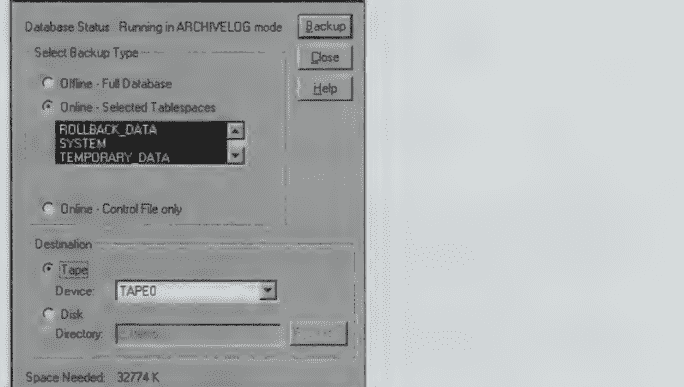 Database Status Running in ARCHIVELOG mode
Backup
Select Backup Type
Close
Offline - Full Database
Help
Online - Selected Tablespaces
ROLLBACK_DATA
SYSTEM
TEMPORARY_DATA
Online - Control File only
Destination
Tape
Device: TAPE0
Disk
Directory:
Space Needed: 32774 K